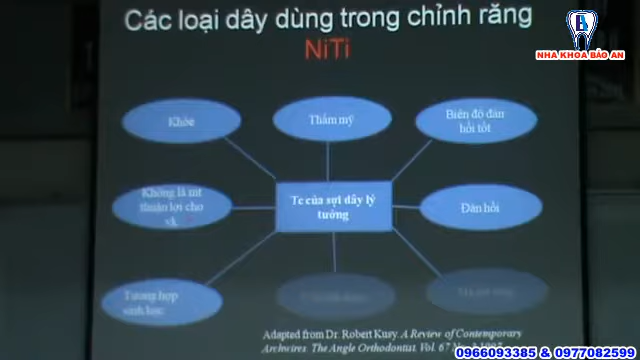 Các loại dây dùng trong chỉnh răng
NiTi
NHA KHOA BẢO AN
Khỏe
Thẩm mỹ
Biên độ đàn
hồi tốt
Không là mt
thuận lợi cho
vk
Tc của sợi dây lý
tưởng
Đàn hồi
Tương hợp
sinh học
Adapted from Dr. Robert Kusy. A Review of Contemporary
Archwires. The Angle Orthodontist. Vol. 67
0966093385 & 0977082599